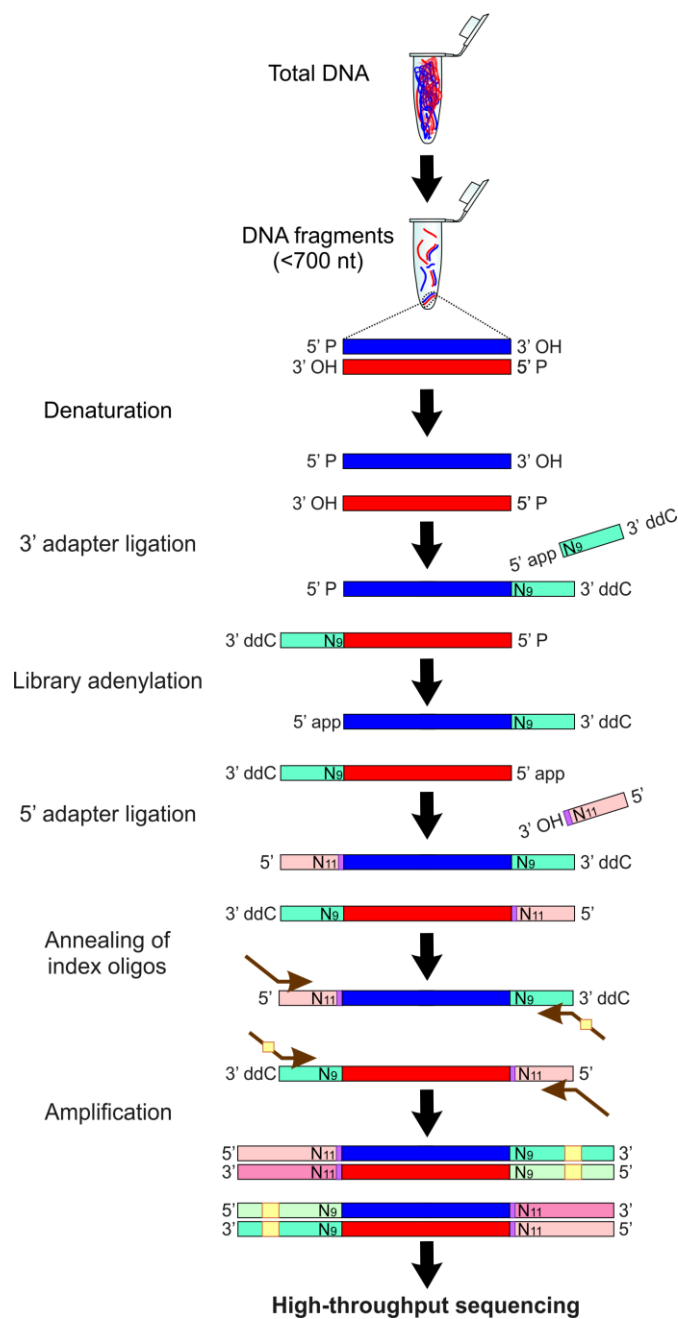 Total DNA
DNA fragments
(<700 nt)
5’ P 3’ OH
3’ OH 5’ P
Denaturation
5’ P 3’ OH
3’ OH 5’ P
3’ adapter ligation
5’ app N9 3’ ddC
5’ P N9 3’ ddC
3’ ddC N9 5’ P
Library adenylation
5’ app N9 3’ ddC
3’ ddC N9 5’ app
5’ adapter ligation
3’ OH N11 5’
5’ N11 N9 3’ ddC
3’ ddC N9 N11 5’
Annealing of
index oligos
5’ N11 N9 3’ ddC
3’ ddC N9 N11 5’
Amplification
5’ N11 N9 3’
3’ N11 N9 5’
5’ N9 N11 3’
3’ N9 N11 5’
High-throughput sequencing